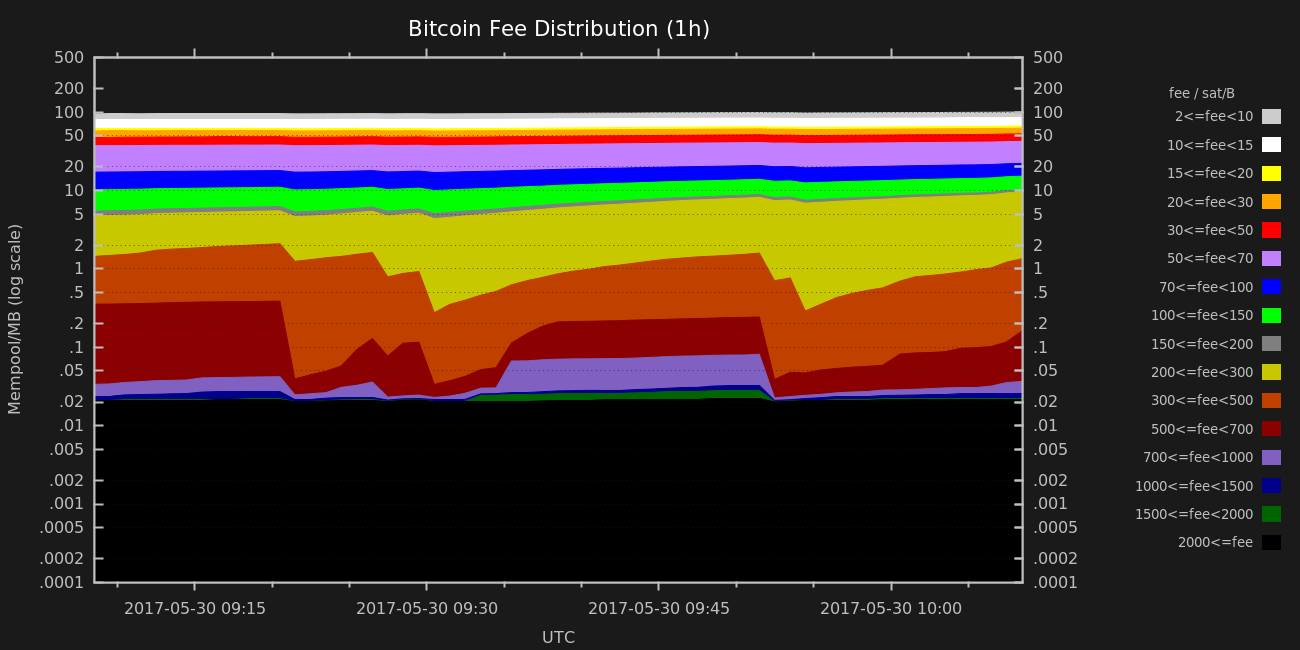 Bitcoin Fee Distribution (1h)
500 500
200 200
100 100
50 50
20 20
10 10
5 5
2 2
1 1
.5 .5
.2 .2
.1 .1
.05 .05
.02 .02
.01 .01
.005 .005
.002 .002
.001 .001
.0005 .0005
.0002 .0002
.0001 .0001
Mempool/MB (log scale)
2017-05-30 09:15 2017-05-30 09:30 2017-05-30 09:45 2017-05-30 10:00
UTC
fee / sat/B
2<=fee<10
10<=fee<15
15<=fee<20
20<=fee<30
30<=fee<50
50<=fee<70
70<=fee<100
100<=fee<150
150<=fee<200
200<=fee<300
300<=fee<500
500<=fee<700
700<=fee<1000
1000<=fee<1500
1500<=fee<2000
2000<=fee